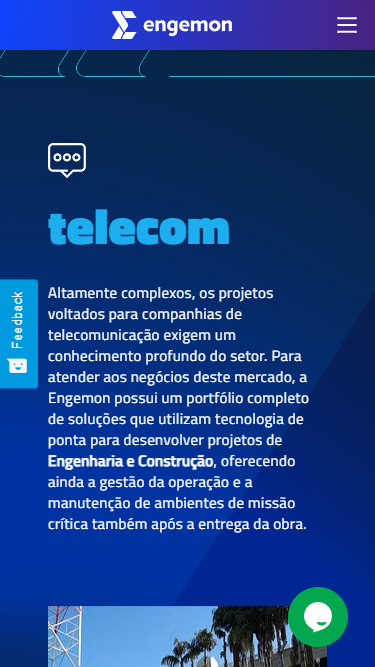 engemon
telecom
Altamente complexos, os projetos
voltados para companhias de
telecomunicação exigem um
conhecimento profundo do setor. Para
atender aos negócios deste mercado, a
Engemon possui um portfólio completo
de soluções que utilizam tecnologia de
ponta para desenvolver projetos de
Engenharia e Construção, oferecendo
ainda a gestão da operação e a
manutenção de ambientes de missão
crítica também após a entrega da obra.
Feedback